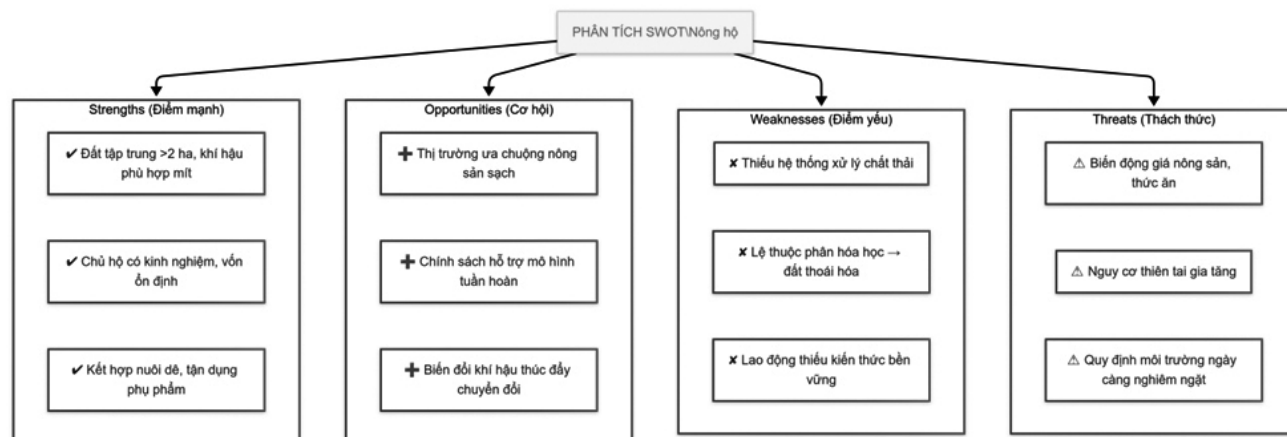 PHÂN TÍCH SWOT\Nông hộ
Strengths (Điểm mạnh)
✔ Đất tập trung >2 ha, khí hậu
phù hợp mít
✔ Chủ hộ có kinh nghiệm, vốn
ổn định
✔ Kết hợp nuôi dê, tận dụng
phụ phẩm
Opportunities (Cơ hội)
➕ Thị trường ưa chuộng nông
sản sạch
➕ Chính sách hỗ trợ mô hình
tuần hoàn
➕ Biến đổi khí hậu thúc đẩy
chuyển đổi
Weaknesses (Điểm yếu)
✘ Thiếu hệ thống xử lý chất thải
✘ Lệ thuộc phân hóa học →
đất thoái hóa
✘ Lao động thiếu kiến thức bền
vững
Threats (Thách thức)
⚠ Biến động giá nông sản,
thức ăn
⚠ Nguy cơ thiên tai gia tăng
⚠ Quy định môi trường ngày
càng nghiêm ngặt